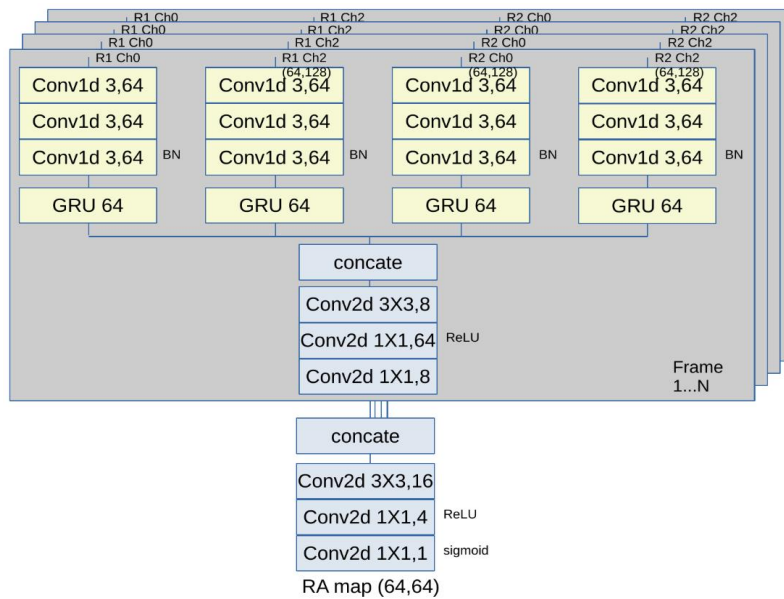 R1 Ch0 R1 Ch2 R2 Ch0 R2 Ch2
R1 Ch0 R1 Ch2 R2 Ch0 R2 Ch2
R1 Ch0 R1 Ch2 R2 Ch0 R2 Ch2
R1 Ch0 R1 Ch2 R2 Ch0 R2 Ch2
(64,128) (64,128) (64,128)
Conv1d 3,64 Conv1d 3,64 Conv1d 3,64 Conv1d 3,64
Conv1d 3,64 Conv1d 3,64 Conv1d 3,64 Conv1d 3,64
Conv1d 3,64 BN Conv1d 3,64 BN Conv1d 3,64 BN Conv1d 3,64 BN
GRU 64 GRU 64 GRU 64 GRU 64
concate
Conv2d 3X3,8
Conv2d 1X1,64 ReLU
Conv2d 1X1,8
Frame
1...N
concate
Conv2d 3X3,16
Conv2d 1X1,4 ReLU
Conv2d 1X1,1 sigmoid
RA map (64,64)